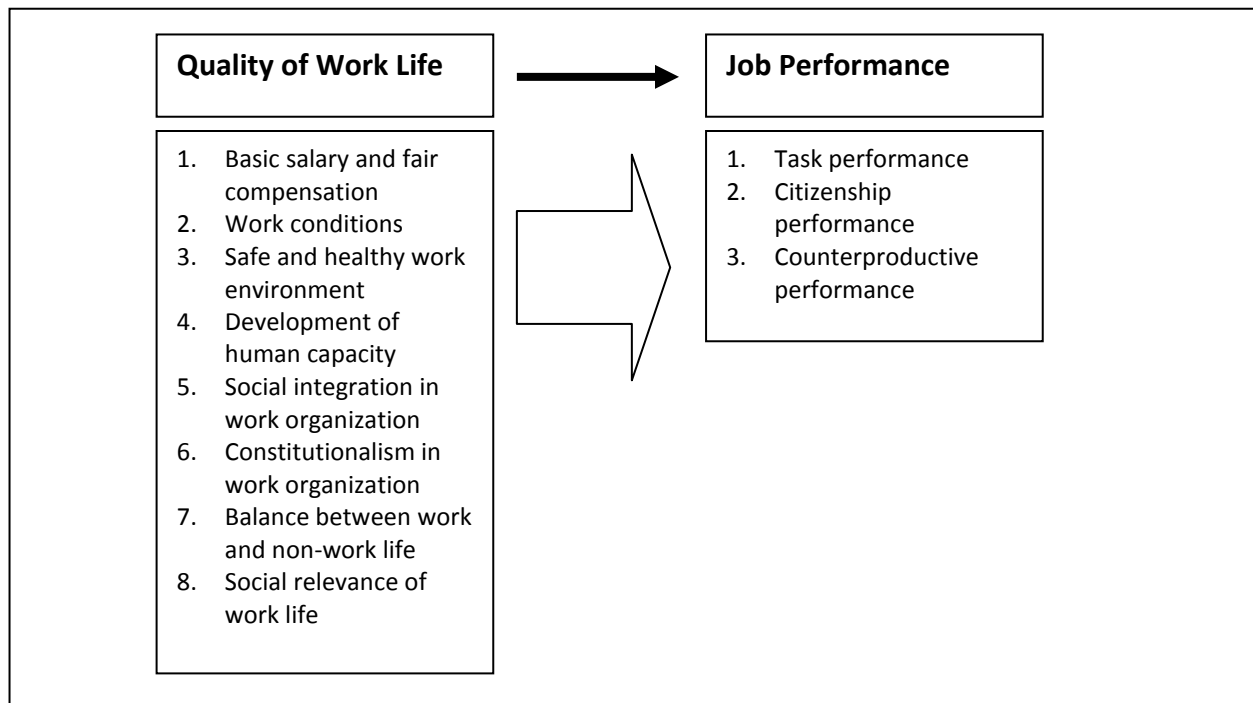 Quality of Work Life
Job Performance
1. Basic salary and fair
compensation
2. Work conditions
3. Safe and healthy work
environment
4. Development of
human capacity
5. Social integration in
work organization
6. Constitutionalism in
work organization
7. Balance between work
and non-work life
8. Social relevance of
work life
1. Task performance
2. Citizenship
performance
3. Counterproductive
performance